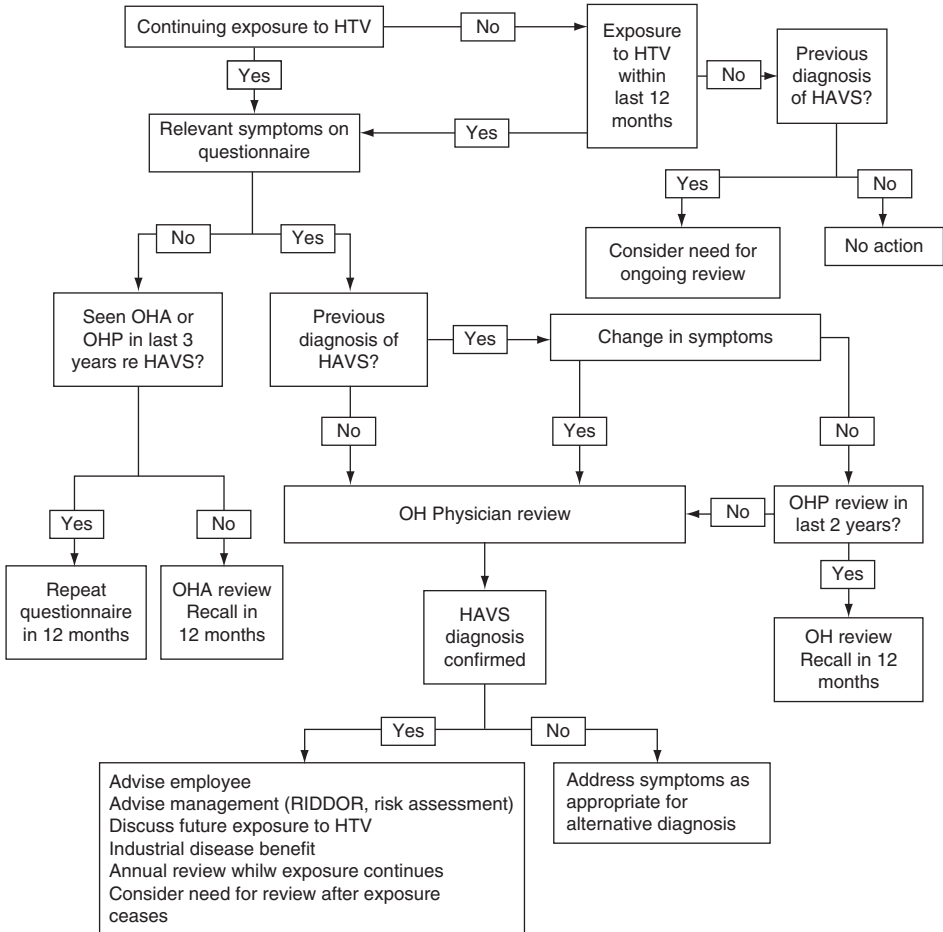 Continuing exposure to HTV
No
Exposure
to HTV
within
last 12
months
No
Previous
diagnosis
of HAVS?
Yes
Relevant symptoms on
questionnaire
Yes
Yes
No
Consider need for
ongoing review
No action
No
Yes
Seen OHA or
OHP in last 3
years re HAVS?
Previous
diagnosis of
HAVS?
Yes
Change in symptoms
No
Yes
No
OH Physician review
No
OHP review in
last 2 years?
Yes
No
Repeat
questionnaire
in 12 months
OHA review
Recall in
12 months
HAVS
diagnosis
confirmed
Yes
OH review
Recall in 12
months
Yes
No
Advise employee
Advise management (RIDDOR, risk assessment)
Discuss future exposure to HTV
Industrial disease benefit
Annual review whilw exposure continues
Consider need for review after exposure
ceases
Address symptoms as
appropriate for
alternative diagnosis